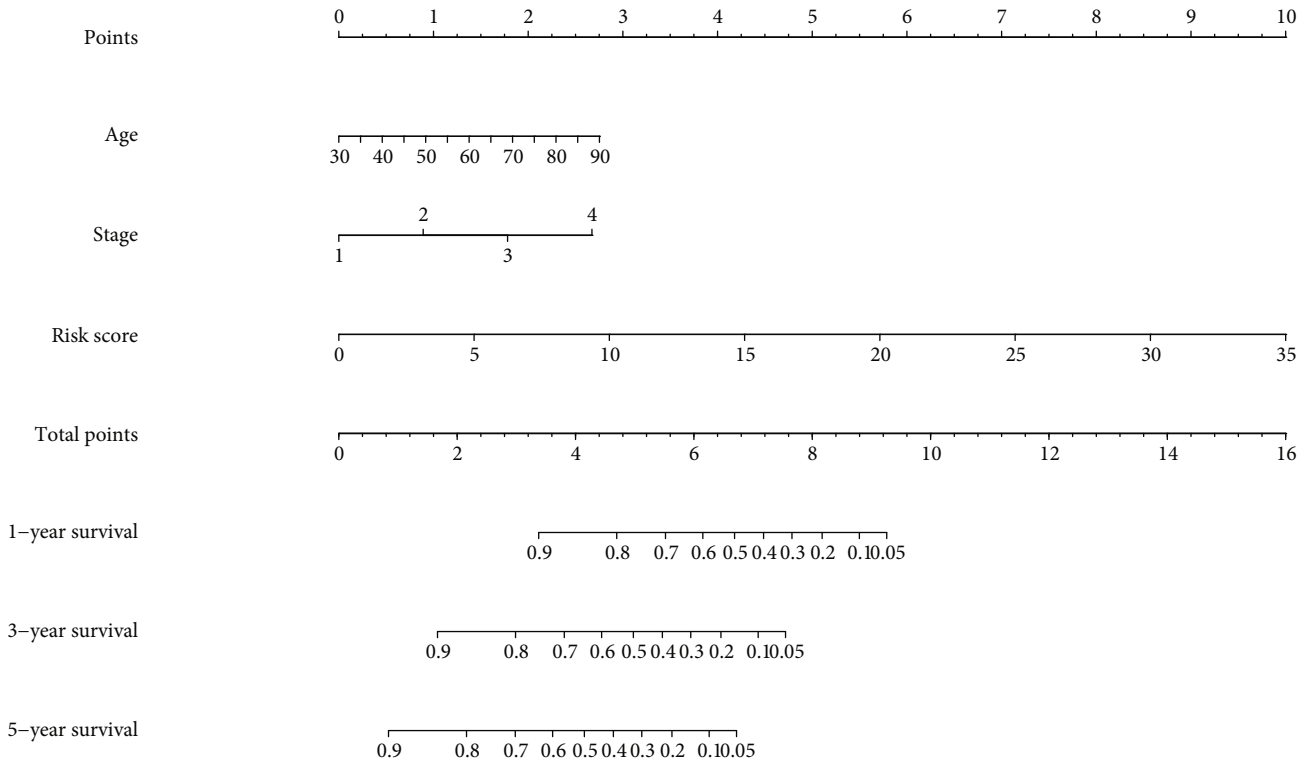 0 1 2 3 4 5 6 7 8 9 10
Points
Age
30 40 50 60 70 80 90
2 4
Stage
1 3
Risk score
0 5 10 15 20 25 30 35
Total points
0 2 4 6 8 10 12 14 16
1−year survival
0.9 0.8 0.7 0.6 0.5 0.4 0.3 0.2 0.1 0.05
3−year survival
0.9 0.8 0.7 0.6 0.5 0.4 0.3 0.2 0.1 0.05
5−year survival
0.9 0.8 0.7 0.6 0.5 0.4 0.3 0.2 0.1 0.05